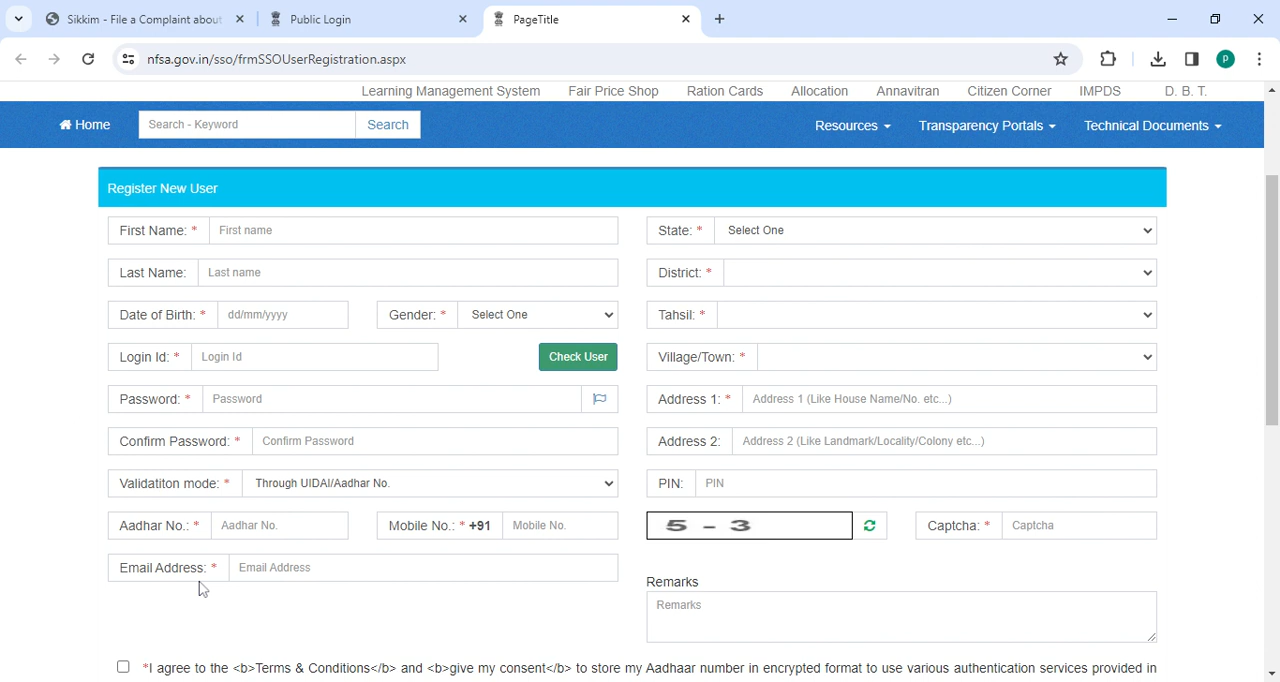 Sikkim - File a Complaint about
Public Login
PageTitle
nfsa.gov.in/sso/frmSSOUserRegistration.aspx
P
Learning Management System Fair Price Shop Ration Cards Allocation Annavitran Citizen Corner IMPDS D. B. T.
Home Search - Keyword Search Resources Transparency Portals Technical Documents
Register New User
First Name: * First name
State: * Select One
Last Name: Last name
District: *
Date of Birth: * dd/mm/yyyy Gender: * Select One
Tahsil: *
Login Id: * Login Id Check User
Village/Town: *
Password: * Password
Address 1: * Address 1 (Like House Name/No. etc...)
Confirm Password: * Confirm Password
Address 2: Address 2 (Like Landmark/Locality/Colony etc...)
Validatiton mode: * Through UIDAI/Aadhar No.
PIN: PIN
Aadhar No.: * Aadhar No. Mobile No.: * +91 Mobile No.
5 - 3 Captcha: * Captcha
Email Address: * Email Address
Remarks
Remarks
*I agree to the <b>Terms & Conditions</b> and <b>give my consent</b> to store my Aadhaar number in encrypted format to use various authentication services provided in